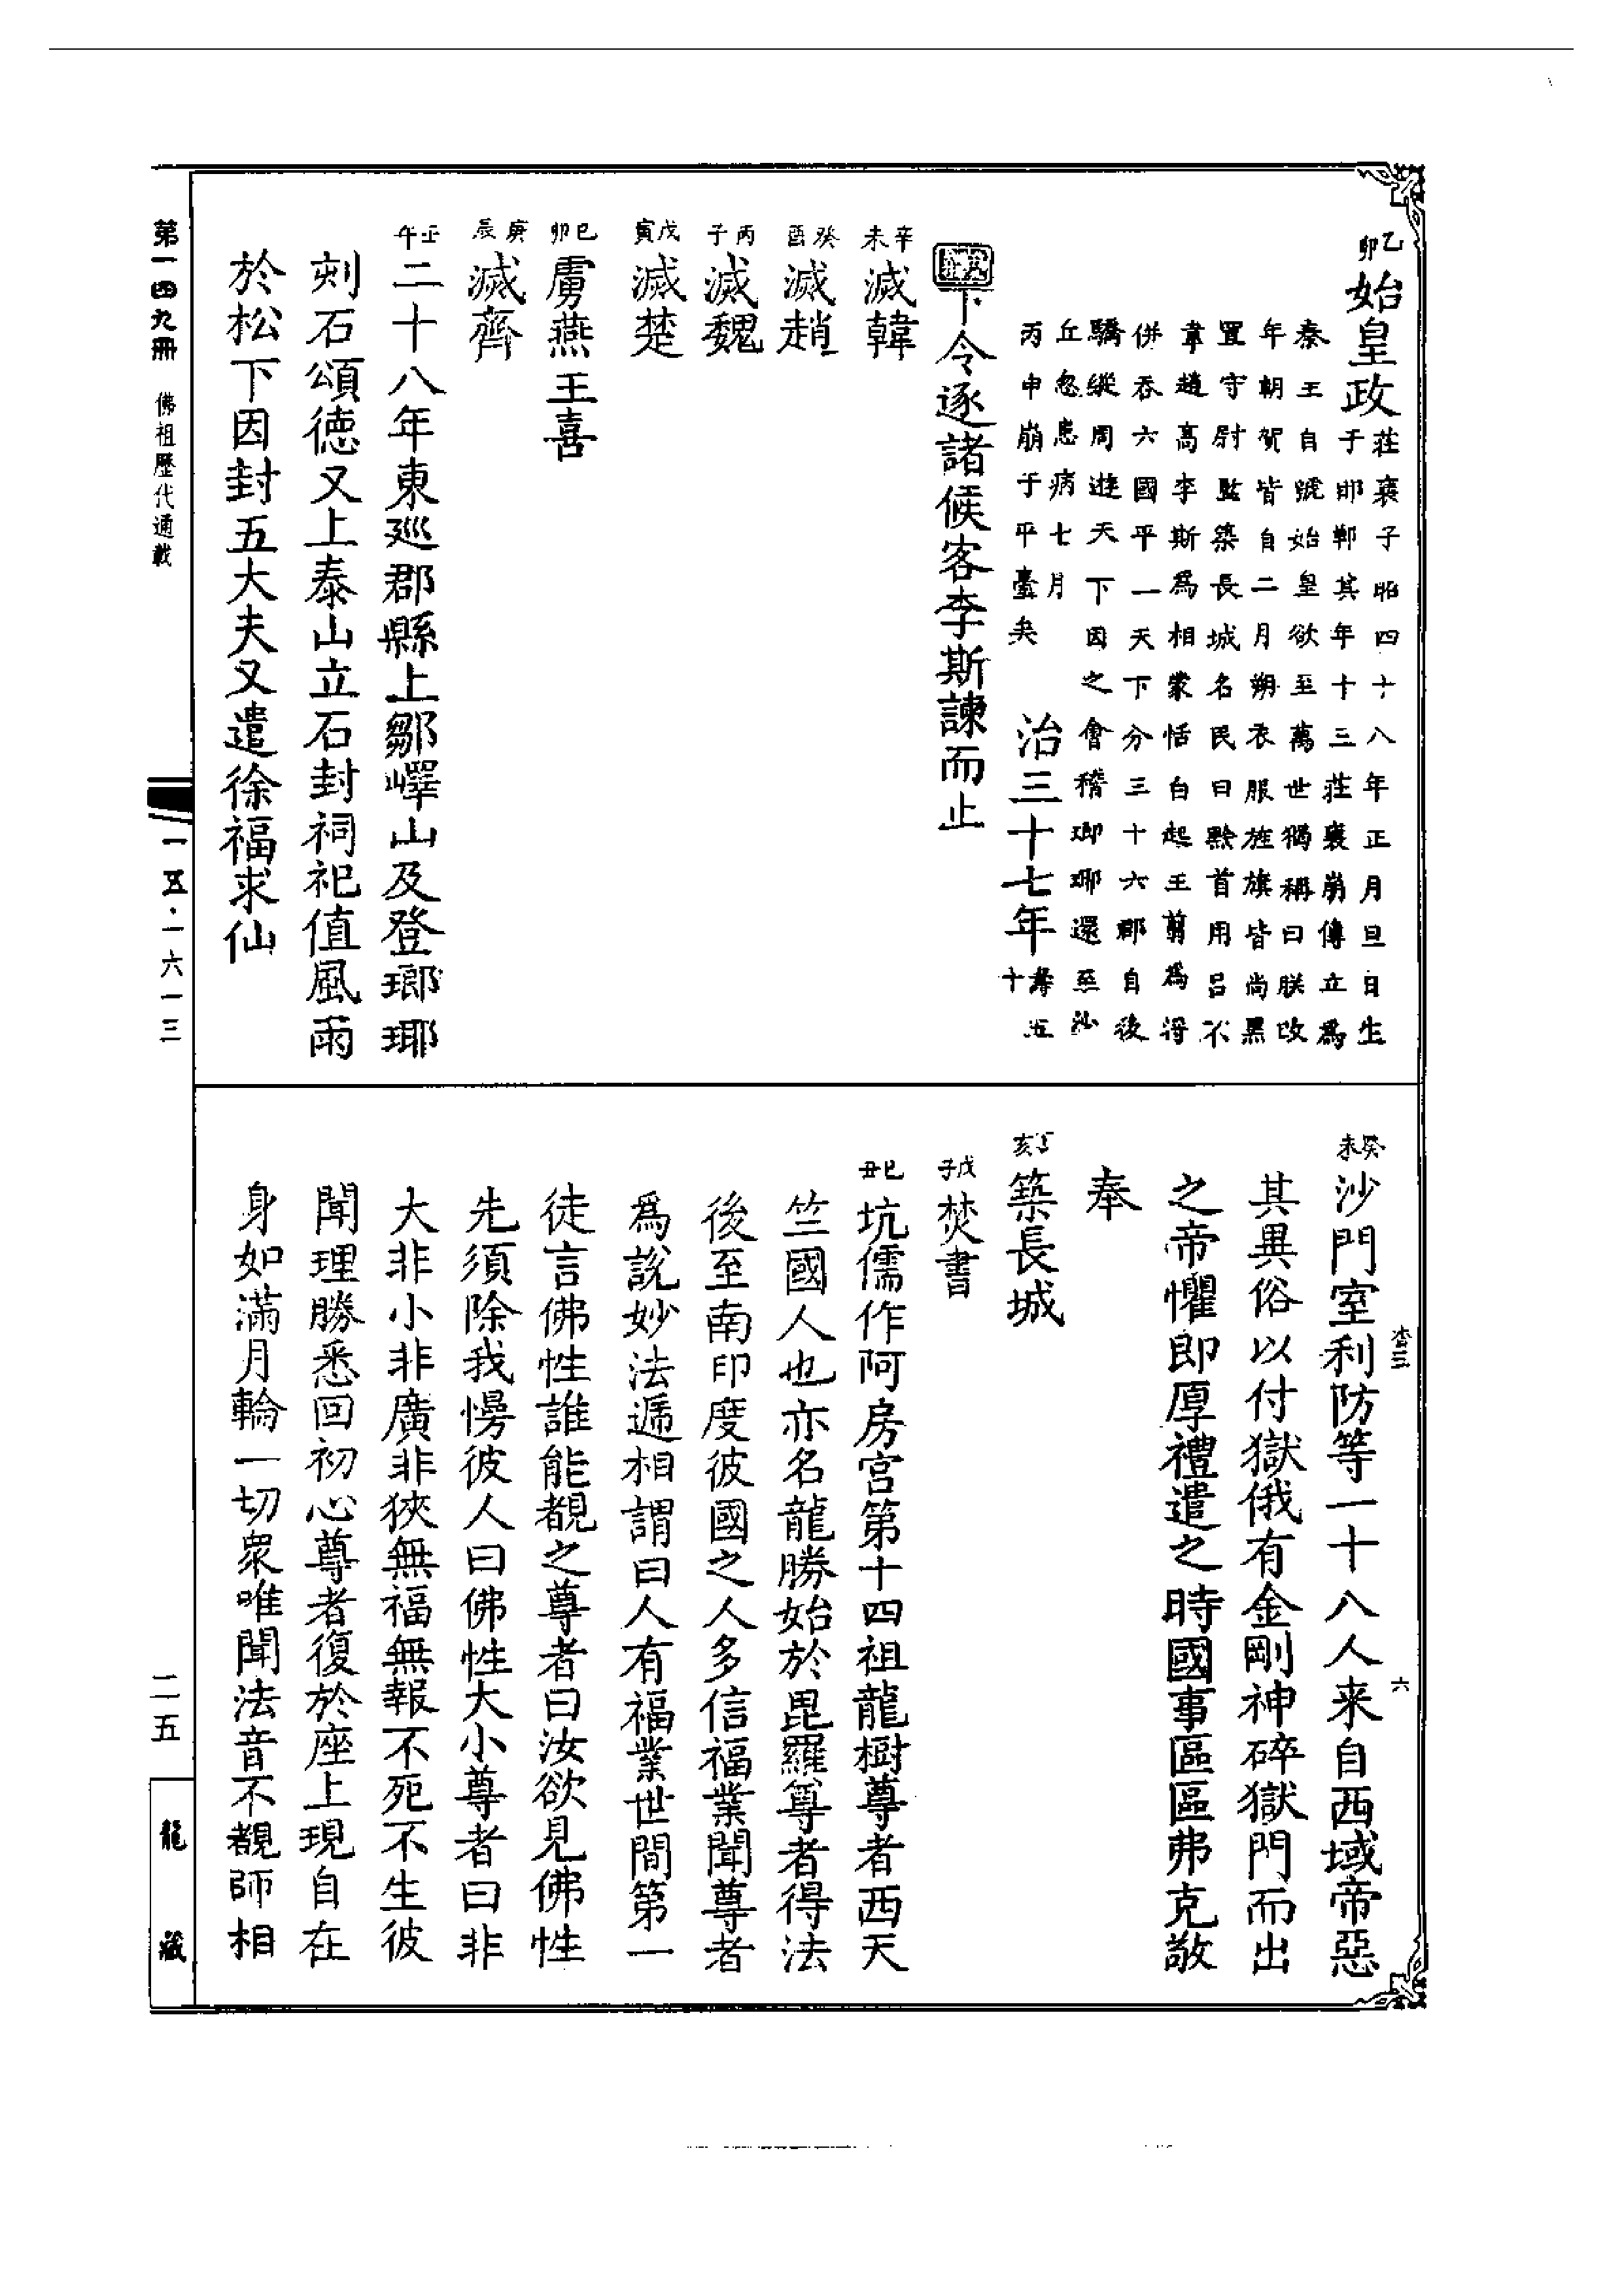 乙卯始皇政莊襄子昭四十八年正月旦日生
于邯鄲其年十三莊襄崩傳立為
秦王自號始皇欲至萬世獨稱曰朕改
年朝賀皆自二月朔衣服旌旗皆尚黑
置守尉監築長城名民曰黔首用呂不
韋趙高李斯為相蒙恬白起王翦為將
併吞六國平一天下分三十六郡自後
驕縱周遊天下因之會稽瑯琊還至沙
丘忽患病七月
丙申崩于平臺矣 治三十七年壽五十
下令逐諸候客李斯諫而止
辛未滅韓
癸酉滅趙
丙子滅魏
戊寅滅楚
巳卯虜燕王喜
庚辰滅齊
壬午二十八年東巡郡縣上鄒嶧山及登瑯琊
刻石頌德又上泰山立石封祠祀值風雨
於松下因封五大夫又遣徐福求仙
癸未沙門室利防等一十八人来自西域帝惡
其異俗以付獄俄有金剛神碎獄門而出
之帝懼即厚禮遣之時國事區區弗克敬
奉
丁亥築長城
戊子焚書
巳丑坑儒作阿房宫第十四祖龍樹尊者西天
竺國人也亦名龍勝始於毘羅尊者得法
後至南印度彼國之人多信福業聞尊者
為說妙法遞相謂曰人有福業世間第一
徒言佛性誰能覩之尊者曰汝欲見佛性
先須除我慢彼人曰佛性大小尊者曰非
大非小非廣非狹無福無報不死不生彼
聞理勝悉回初心尊者復於座上現自在
身如滿月輪一切衆唯聞法音不覩師相
六
第一四九冊 佛祖歷代通載
一五·一六一三
二五
龍藏